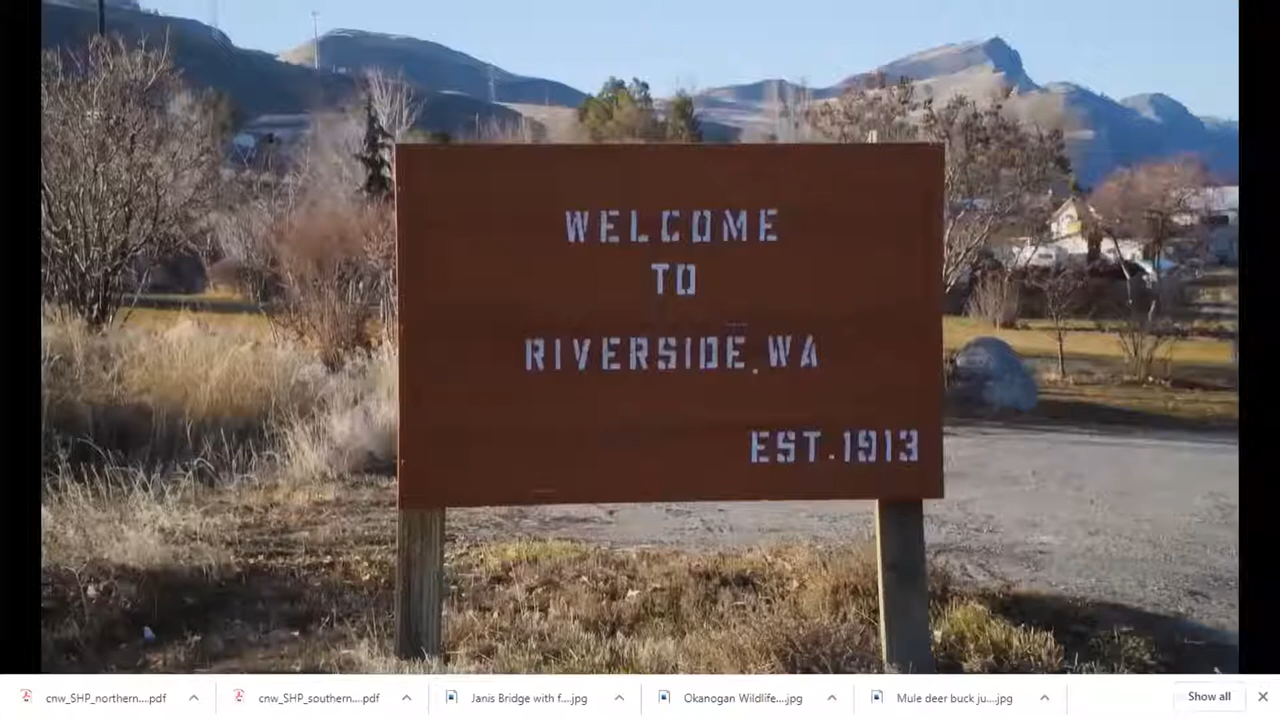 WELCOME
TO
RIVERSIDE, WA
EST. 1913
cnw_SHP_northern....pdf
cnw_SHP_southern....pdf
Janis Bridge with f....jpg
Okanogan Wildlife....jpg
Mule deer buck ju....jpg
Show all